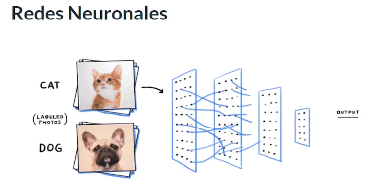 Redes Neuronales
CAT
(LABELED
PHOTOS)
DOG
OUTPUT